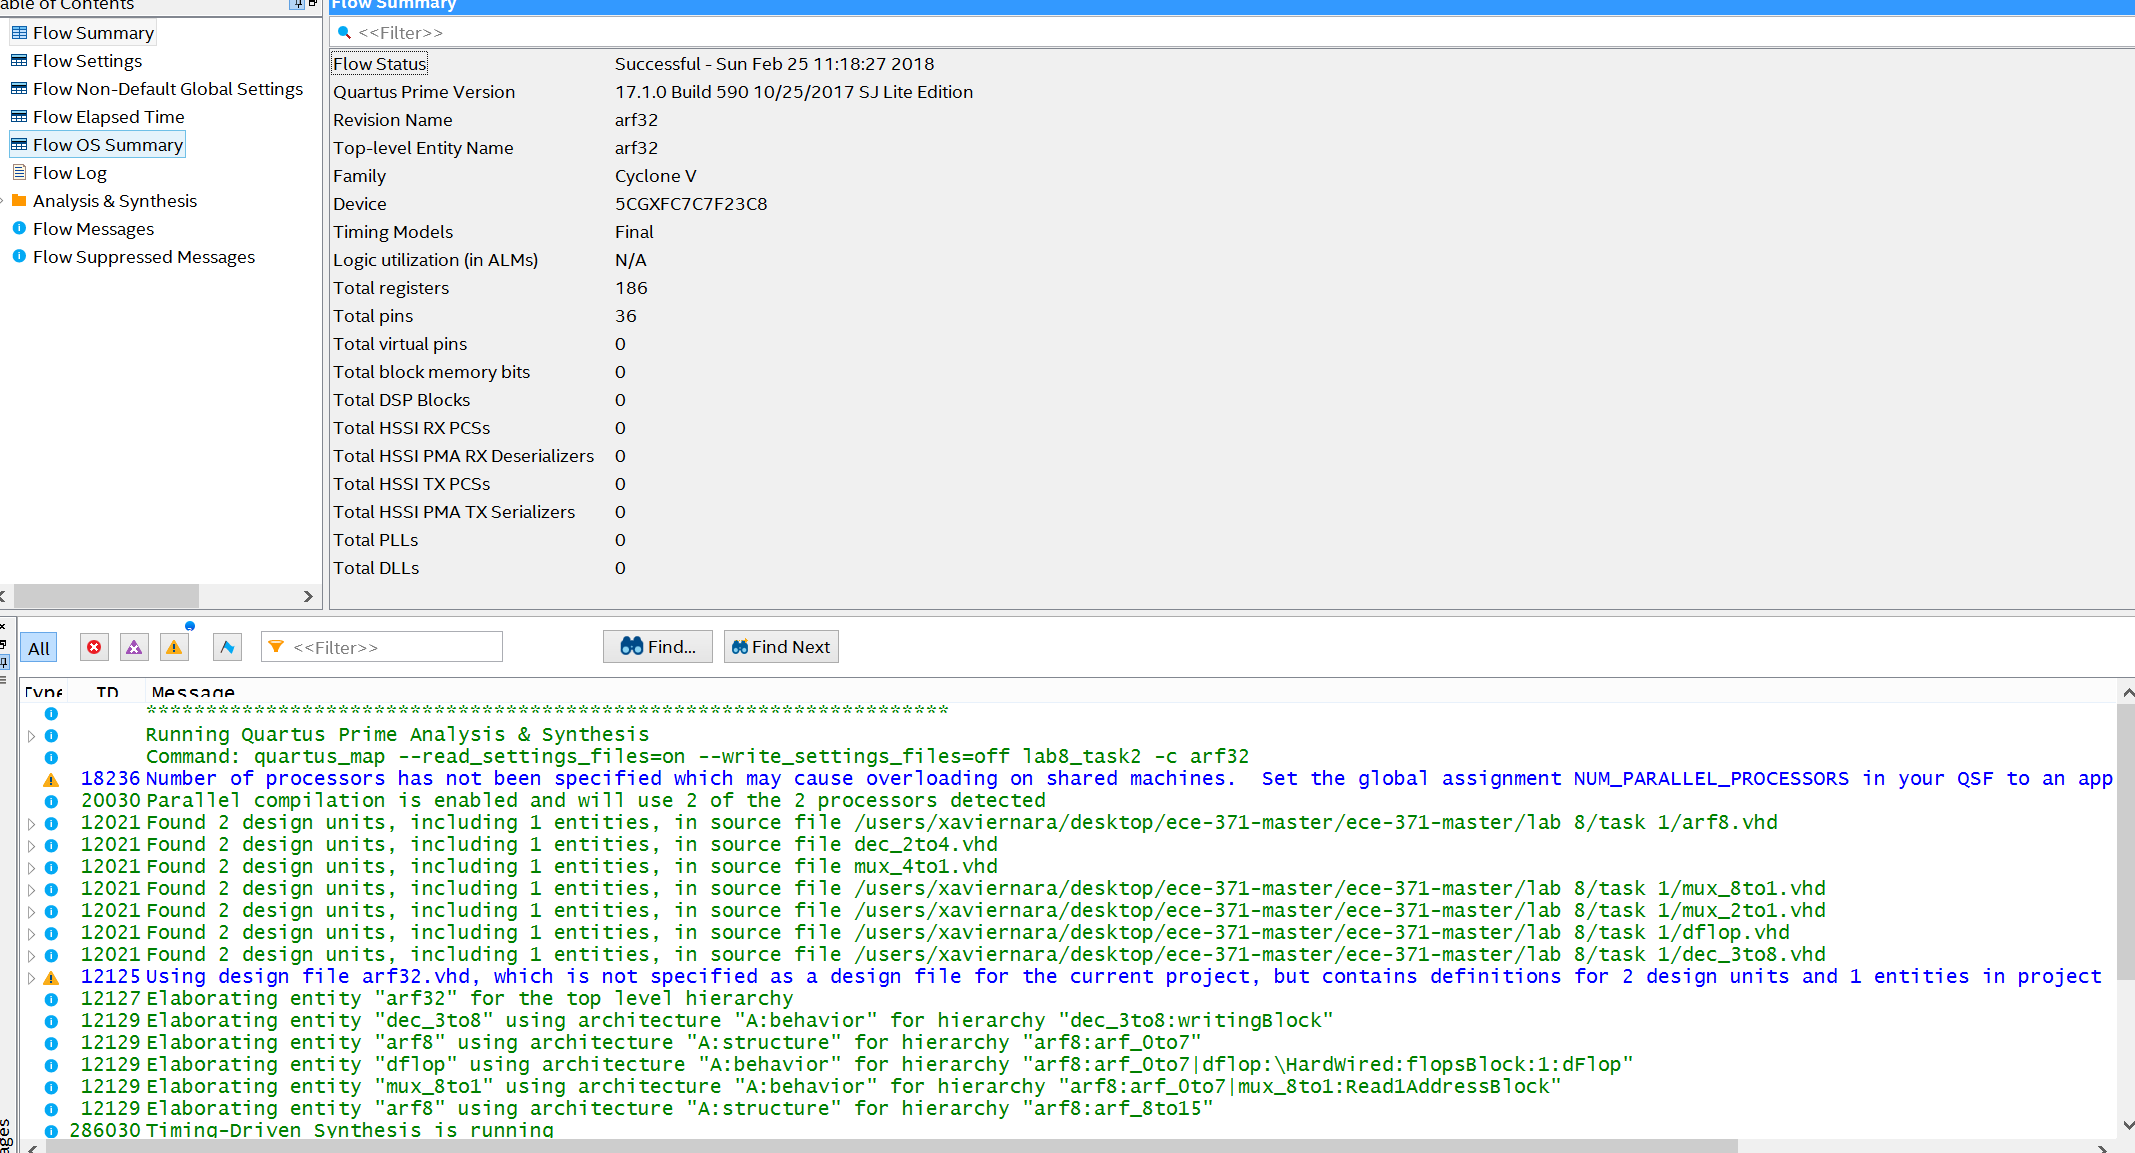 able of Contents
Flow Summary
Flow Settings
Flow Non-Default Global Settings
Flow Elapsed Time
Flow OS Summary
Flow Log
Analysis & Synthesis
Flow Messages
Flow Suppressed Messages
Flow Summary
<<Filter>>
Flow Status Successful - Sun Feb 25 11:18:27 2018
Quartus Prime Version 17.1.0 Build 590 10/25/2017 SJ Lite Edition
Revision Name arf32
Top-level Entity Name arf32
Family Cyclone V
Device 5CGXFC7C7F23C8
Timing Models Final
Logic utilization (in ALMs) N/A
Total registers 186
Total pins 36
Total virtual pins 0
Total block memory bits 0
Total DSP Blocks 0
Total HSSI RX PCSs 0
Total HSSI PMA RX Deserializers 0
Total HSSI TX PCSs 0
Total HSSI PMA TX Serializers 0
Total PLLs 0
Total DLLs 0
All <<Filter>> Find... Find Next
Type ID Message
*******************************************************************
Running Quartus Prime Analysis & Synthesis
Command: quartus_map --read_settings_files=on --write_settings_files=off lab8_task2 -c arf32
18236 Number of processors has not been specified which may cause overloading on shared machines.  Set the global assignment NUM_PARALLEL_PROCESSORS in your QSF to an app
20030 Parallel compilation is enabled and will use 2 of the 2 processors detected
12021 Found 2 design units, including 1 entities, in source file /users/xaviernara/desktop/ece-371-master/ece-371-master/lab 8/task 1/arf8.vhd
12021 Found 2 design units, including 1 entities, in source file dec_2to4.vhd
12021 Found 2 design units, including 1 entities, in source file mux_4to1.vhd
12021 Found 2 design units, including 1 entities, in source file /users/xaviernara/desktop/ece-371-master/ece-371-master/lab 8/task 1/mux_8to1.vhd
12021 Found 2 design units, including 1 entities, in source file /users/xaviernara/desktop/ece-371-master/ece-371-master/lab 8/task 1/mux_2to1.vhd
12021 Found 2 design units, including 1 entities, in source file /users/xaviernara/desktop/ece-371-master/ece-371-master/lab 8/task 1/dflop.vhd
12021 Found 2 design units, including 1 entities, in source file /users/xaviernara/desktop/ece-371-master/ece-371-master/lab 8/task 1/dec_3to8.vhd
12125 Using design file arf32.vhd, which is not specified as a design file for the current project, but contains definitions for 2 design units and 1 entities in project
12127 Elaborating entity "arf32" for the top level hierarchy
12129 Elaborating entity "dec_3to8" using architecture "A:behavior" for hierarchy "dec_3to8:writingBlock"
12129 Elaborating entity "arf8" using architecture "A:structure" for hierarchy "arf8:arf_0to7"
12129 Elaborating entity "dflop" using architecture "A:behavior" for hierarchy "arf8:arf_0to7|dflop:\HardWired:flopsBlock:1:dFlop"
12129 Elaborating entity "mux_8to1" using architecture "A:behavior" for hierarchy "arf8:arf_0to7|mux_8to1:Read1AddressBlock"
12129 Elaborating entity "arf8" using architecture "A:structure" for hierarchy "arf8:arf_8to15"
286030 Timing-Driven Synthesis is running
ages